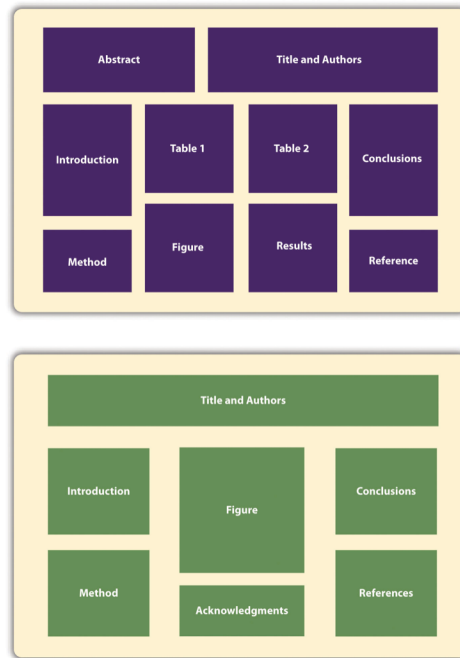 Abstract
Title and Authors
Introduction
Table 1
Table 2
Conclusions
Method
Figure
Results
Reference
Title and Authors
Introduction
Figure
Conclusions
Method
Acknowledgments
References